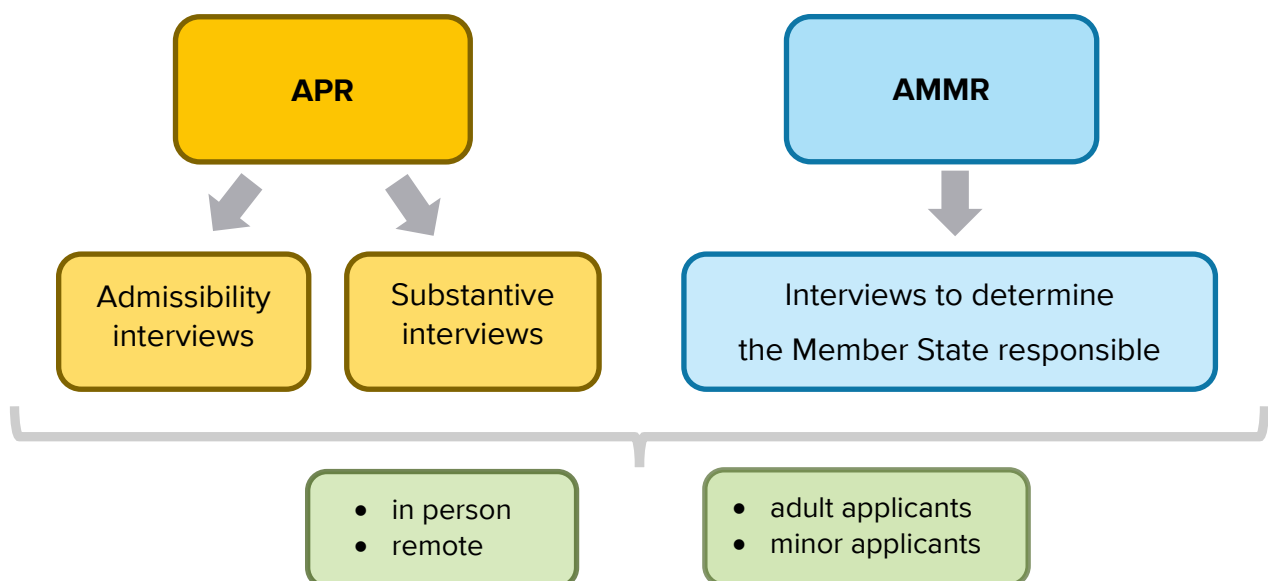 APR
AMMR
Admissibility
interviews
Substantive
interviews
Interviews to determine
the Member State responsible
• in person
• remote
• adult applicants
• minor applicants